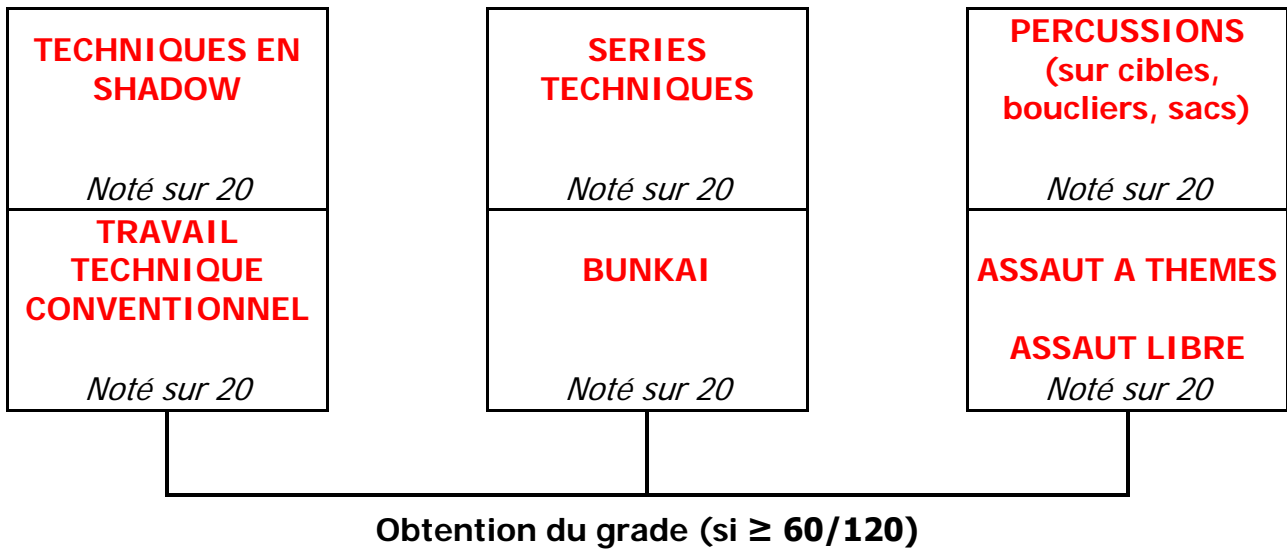 TECHNIQUES EN
SHADOW
Noté sur 20
TRAVAIL
TECHNIQUE
CONVENTIONNEL
Noté sur 20
SERIES
TECHNIQUES
Noté sur 20
BUNKAI
Noté sur 20
PERCUSSIONS
(sur cibles,
boucliers, sacs)
Noté sur 20
ASSAUT A THEMES
ASSAUT LIBRE
Noté sur 20
Obtention du grade (si ≥ 60/120)